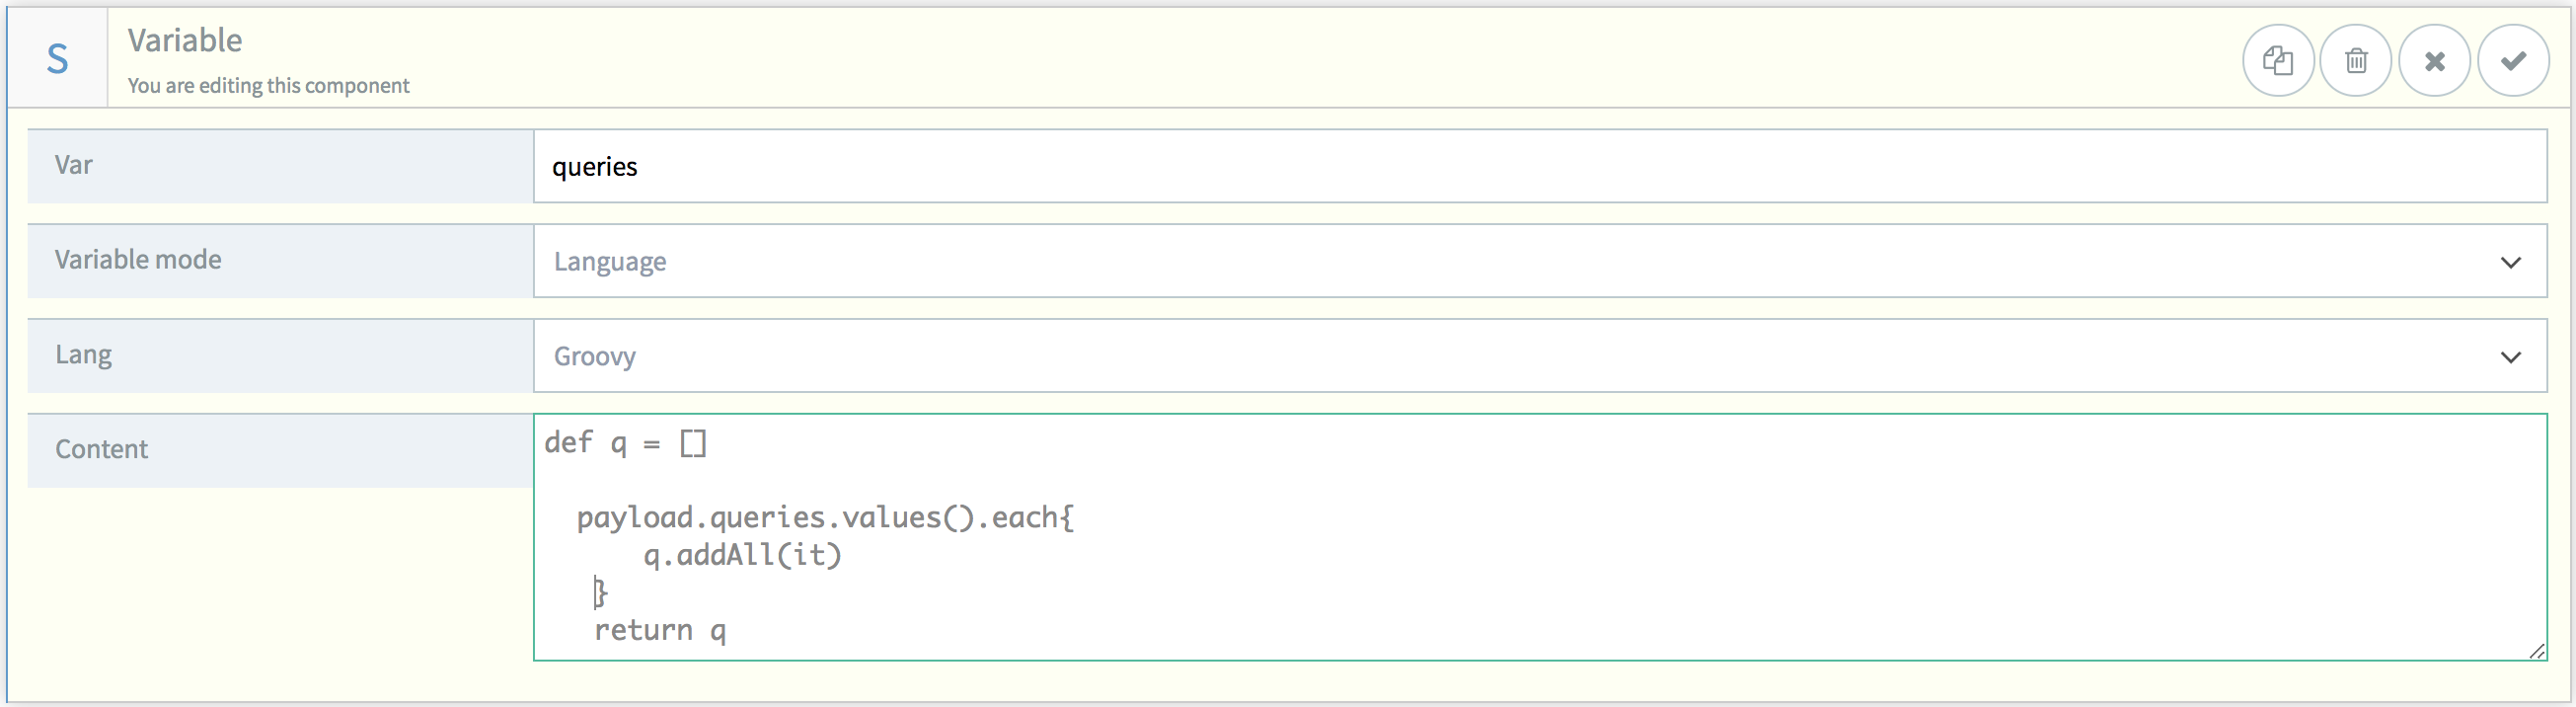 S
Variable
You are editing this component
Var
queries
Variable mode
Language
Lang
Groovy
Content
def q = []
payload.queries.values().each{
q.addAll(it)
}
return q